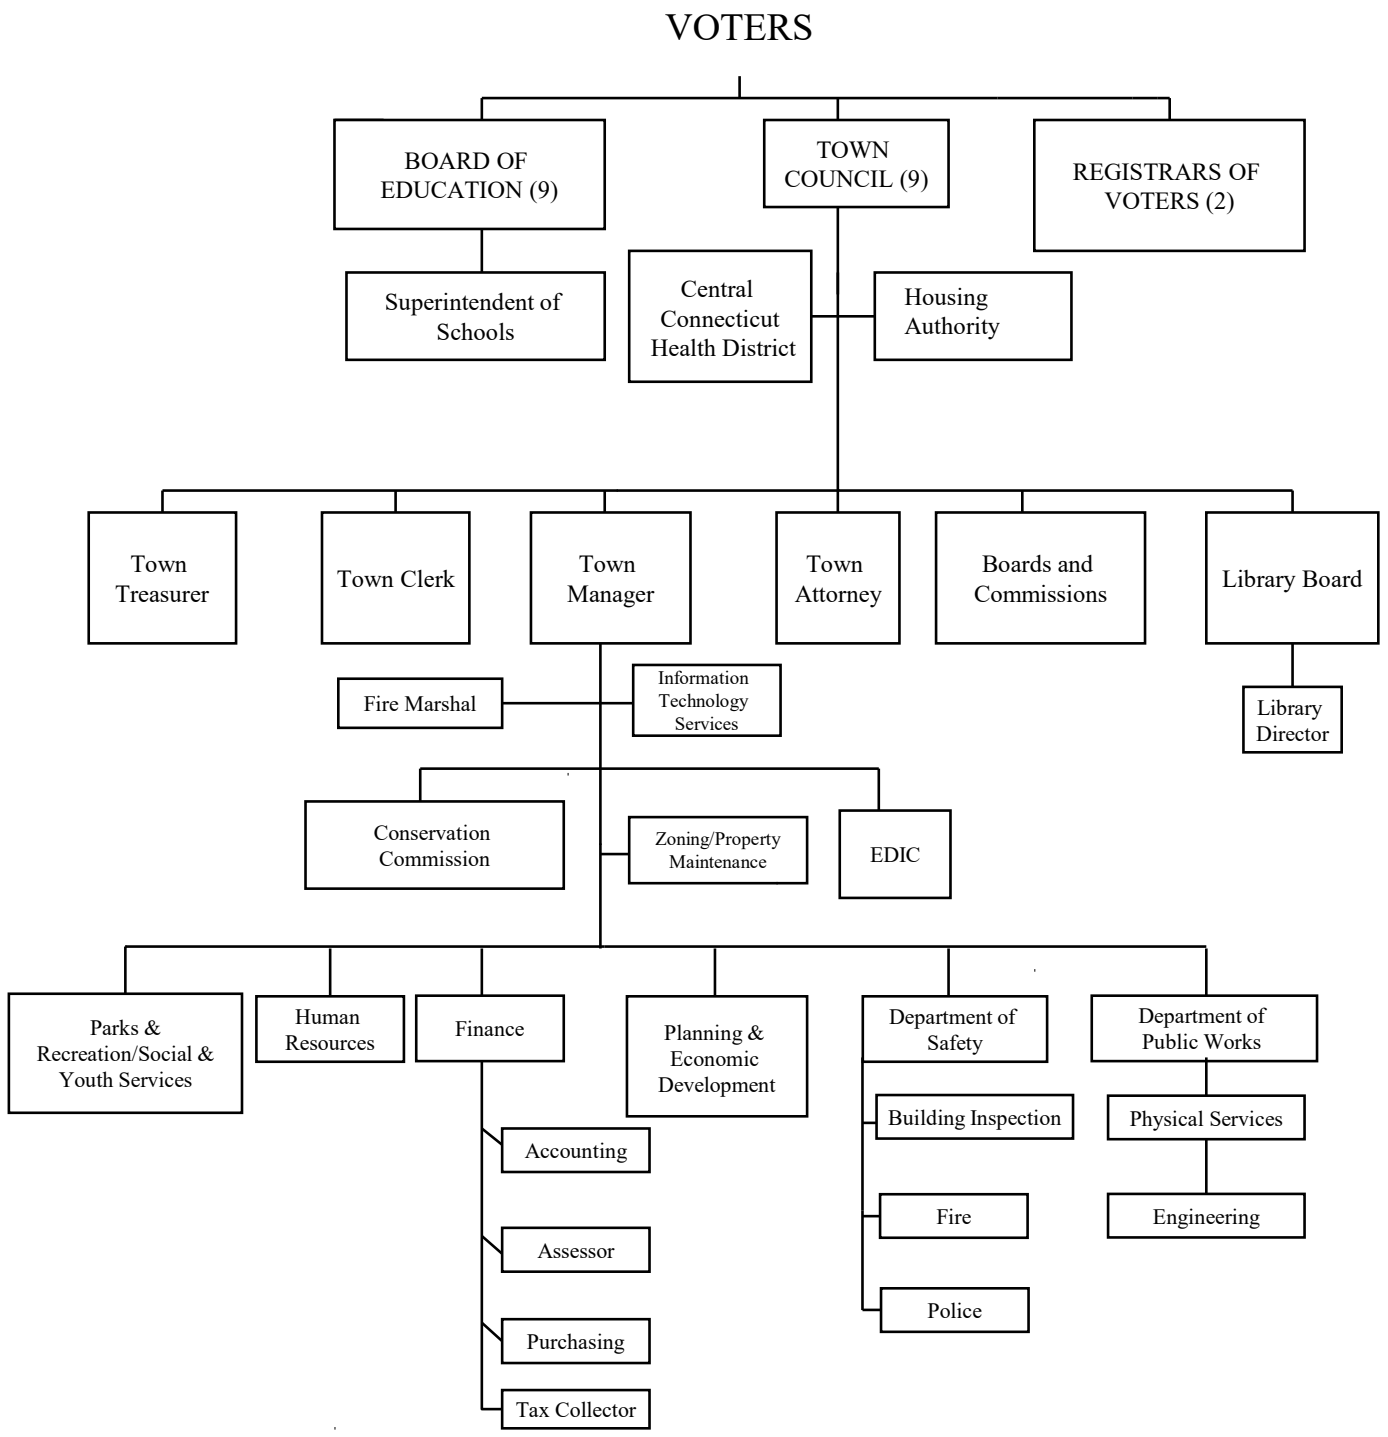 VOTERS
BOARD OF
EDUCATION (9)
TOWN
COUNCIL (9)
REGISTRARS OF
VOTERS (2)
Superintendent of
Schools
Central
Connecticut
Health District
Housing
Authority
Town
Treasurer
Town Clerk
Town
Manager
Town
Attorney
Boards and
Commissions
Library Board
Fire Marshal
Information
Technology
Services
Library
Director
Conservation
Commission
Zoning/Property
Maintenance
EDIC
Parks &
Recreation/Social &
Youth Services
Human
Resources
Finance
Planning &
Economic
Development
Department of
Safety
Department of
Public Works
Accounting
Assessor
Purchasing
Tax Collector
Building Inspection
Fire
Police
Physical Services
Engineering